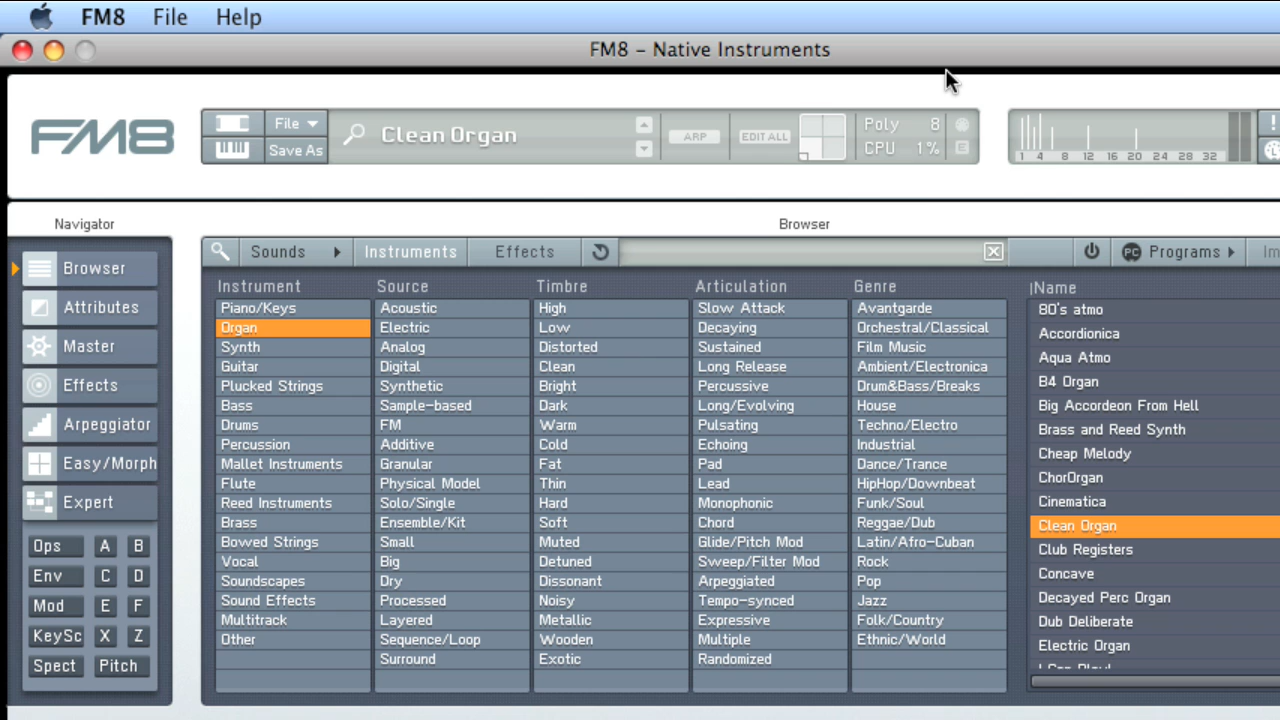 FM8 File Help
FM8 – Native Instruments
FM8
File
Save As
Clean Organ
ARP
EDIT ALL
Poly 8
CPU 1%
1 4 8 12 16 20 24 28 32
!
Navigator
Browser
Attributes
Master
Effects
Arpeggiator
Easy/Morph
Expert
Ops A B
Env C D
Mod E F
KeySc X Z
Spect Pitch
Browser
Sounds Instruments Effects
PC Programs
Instrument
Piano/Keys
Organ
Synth
Guitar
Plucked Strings
Bass
Drums
Percussion
Mallet Instruments
Flute
Reed Instruments
Brass
Bowed Strings
Vocal
Soundscapes
Sound Effects
Multitrack
Other
Source
Acoustic
Electric
Analog
Digital
Synthetic
Sample-based
FM
Additive
Granular
Physical Model
Solo/Single
Ensemble/Kit
Small
Big
Dry
Processed
Layered
Sequence/Loop
Surround
Timbre
High
Low
Distorted
Clean
Bright
Dark
Warm
Cold
Fat
Thin
Hard
Soft
Muted
Detuned
Dissonant
Noisy
Metallic
Wooden
Exotic
Articulation
Slow Attack
Decaying
Sustained
Long Release
Percussive
Long/Evolving
Pulsating
Echoing
Pad
Lead
Monophonic
Chord
Glide/Pitch Mod
Sweep/Filter Mod
Arpeggiated
Tempo-synced
Expressive
Multiple
Randomized
Genre
Avantgarde
Orchestral/Classical
Film Music
Ambient/Electronica
Drum&Bass/Breaks
House
Techno/Electro
Industrial
Dance/Trance
HipHop/Downbeat
Funk/Soul
Reggae/Dub
Latin/Afro-Cuban
Rock
Pop
Jazz
Folk/Country
Ethnic/World
Name
80's atmo
Accordionica
Aqua Atmo
B4 Organ
Big Accordeon From Hell
Brass and Reed Synth
Cheap Melody
ChorOrgan
Cinematica
Clean Organ
Club Registers
Concave
Decayed Perc Organ
Dub Deliberate
Electric Organ